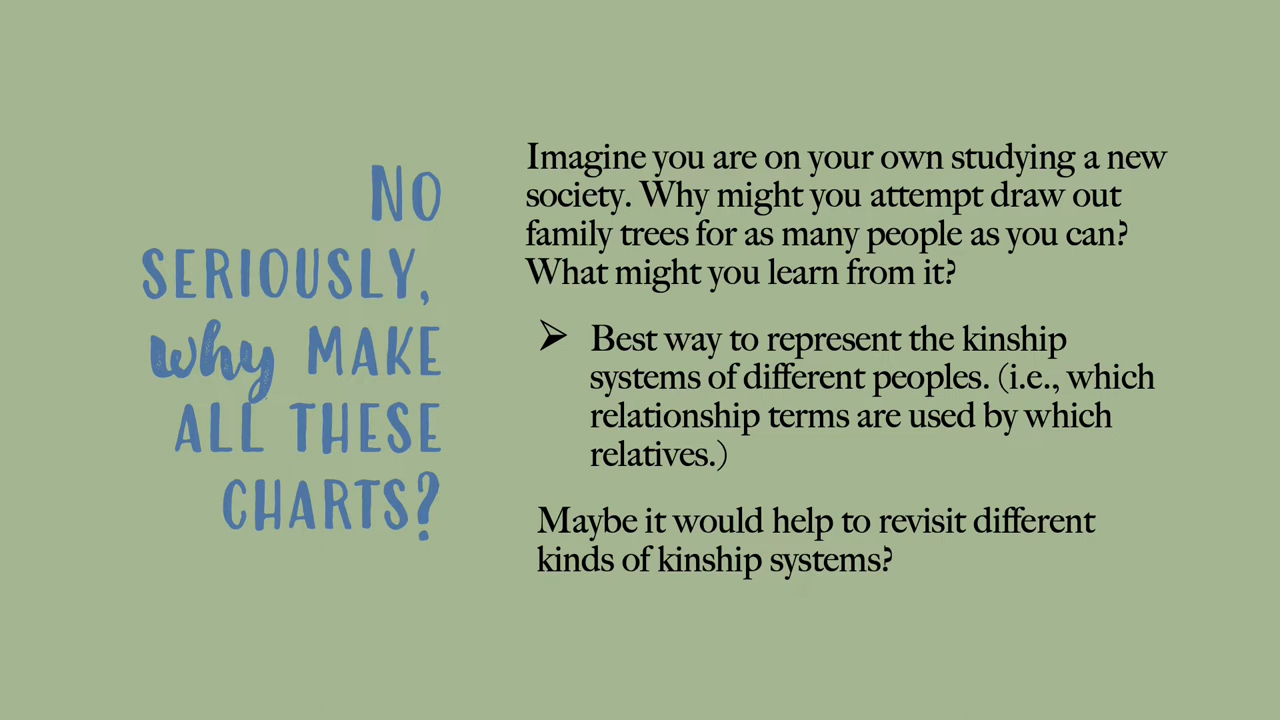 NO
SERIOUSLY,
why MAKE
ALL THESE
CHARTS?
Imagine you are on your own studying a new
society. Why might you attempt draw out
family trees for as many people as you can?
What might you learn from it?
➢ Best way to represent the kinship
systems of different peoples. (i.e., which
relationship terms are used by which
relatives.)
Maybe it would help to revisit different
kinds of kinship systems?